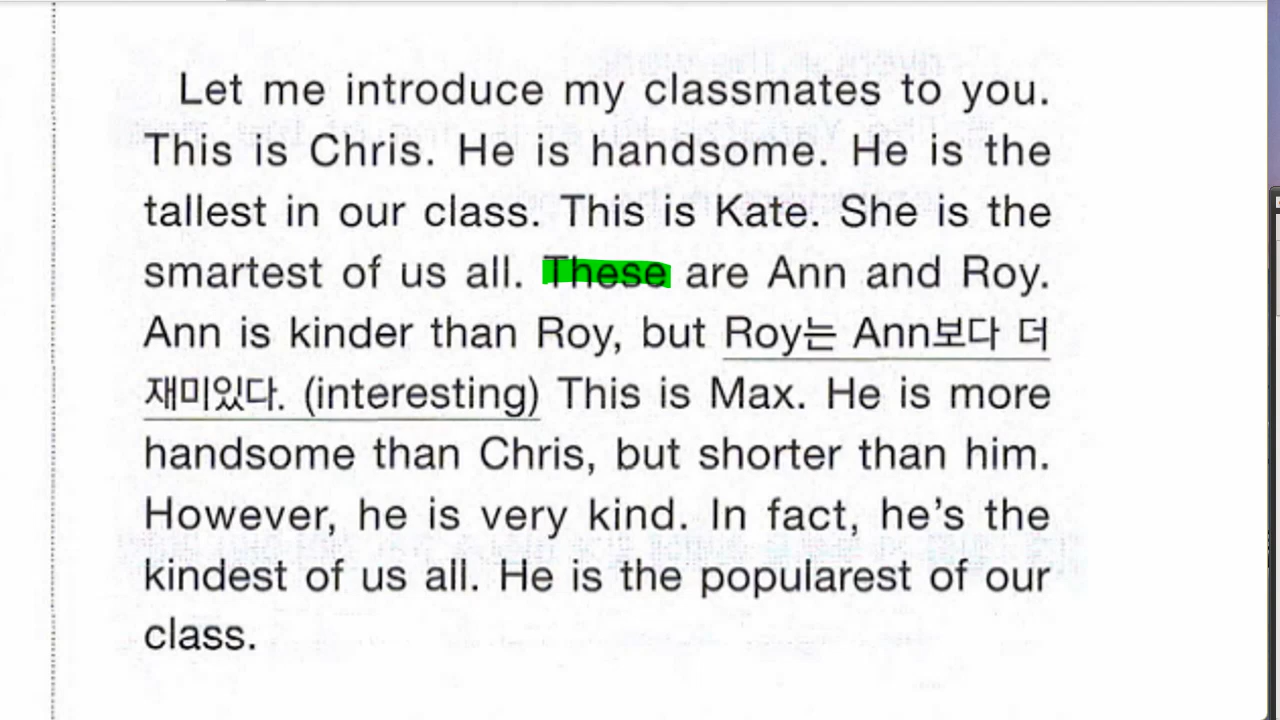 Let me introduce my classmates to you.
This is Chris. He is handsome. He is the
tallest in our class. This is Kate. She is the
smartest of us all. These are Ann and Roy.
Ann is kinder than Roy, but Roy는 Ann보다 더
재미있다. (interesting) This is Max. He is more
handsome than Chris, but shorter than him.
However, he is very kind. In fact, he's the
kindest of us all. He is the popularest of our
class.